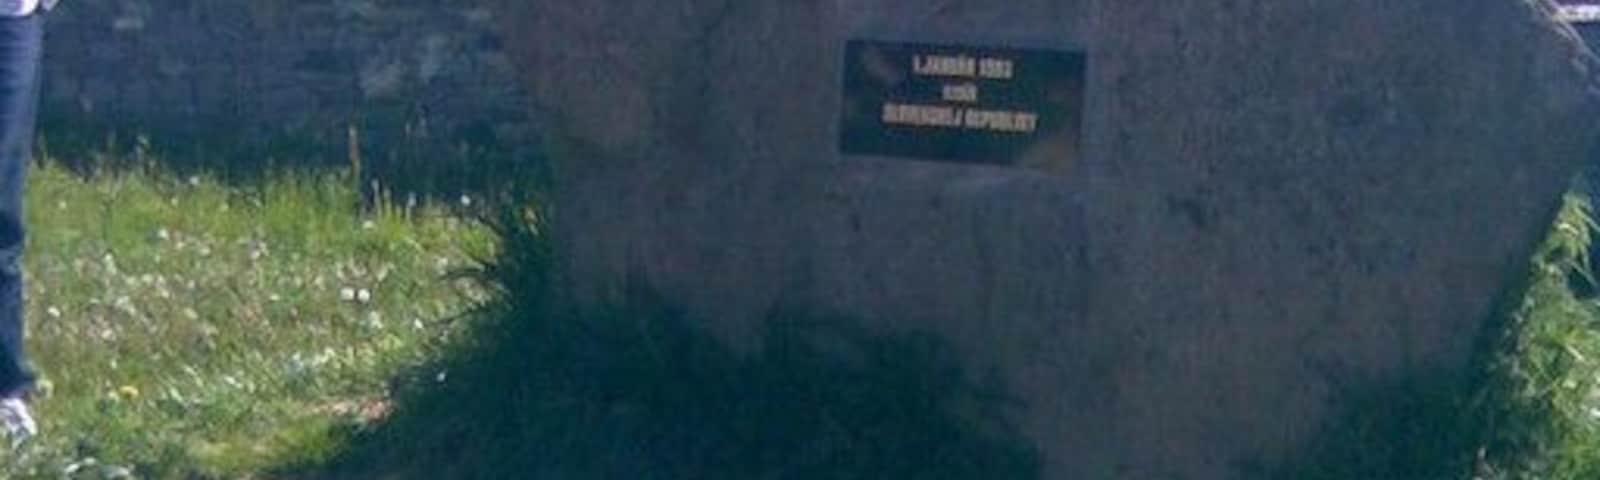 1.JANUÁR 1993
VZNIK
SLOVENSKEJ REPUBLIKY